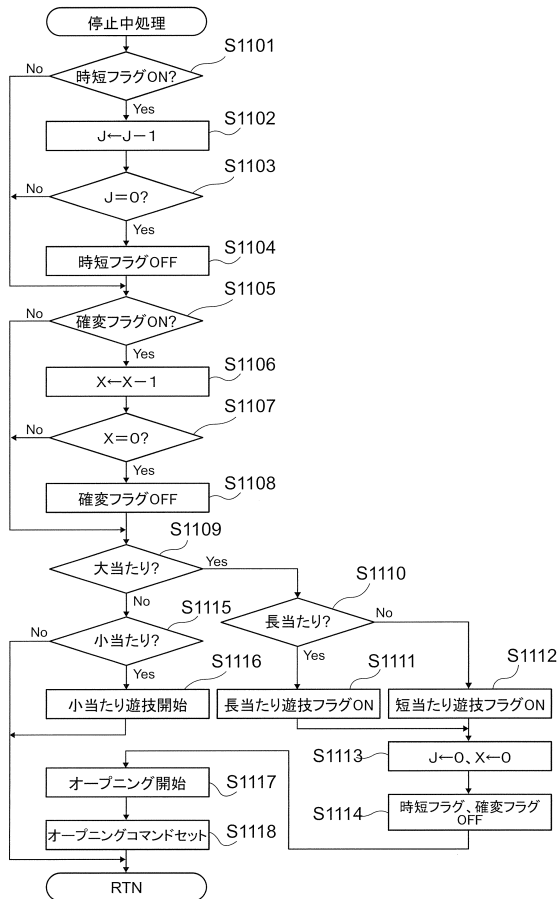 停止中処理
S1101
時短フラグON?
No
Yes
S1102
J←J－1
S1103
J=0?
No
Yes
S1104
時短フラグOFF
S1105
確変フラグON?
No
Yes
S1106
X←X－1
S1107
X=0?
No
Yes
S1108
確変フラグOFF
S1109
大当たり?
Yes
No
S1110
長当たり?
No
Yes
S1115
小当たり?
No
Yes
S1116
小当たり遊技開始
S1111
長当たり遊技フラグON
S1112
短当たり遊技フラグON
S1113
J←0、X←0
S1114
時短フラグ、確変フラグ
OFF
S1117
オープニング開始
S1118
オープニングコマンドセット
RTN